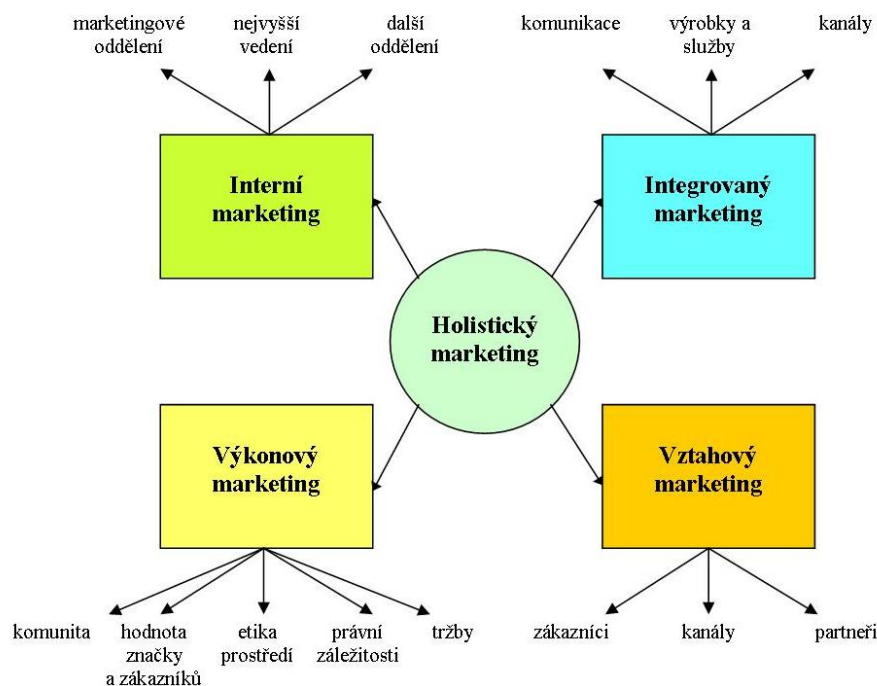 marketingové
oddělení
nejvyšší
vedení
další
oddělení
komunikace
výrobky a
služby
kanály
Interní
marketing
Integrovaný
marketing
Holistický
marketing
Výkonový
marketing
Vztahový
marketing
komunita
hodnota
značky
a zákazníků
etika
prostředí
právní
záležitosti
tržby
zákazníci
kanály
partneři